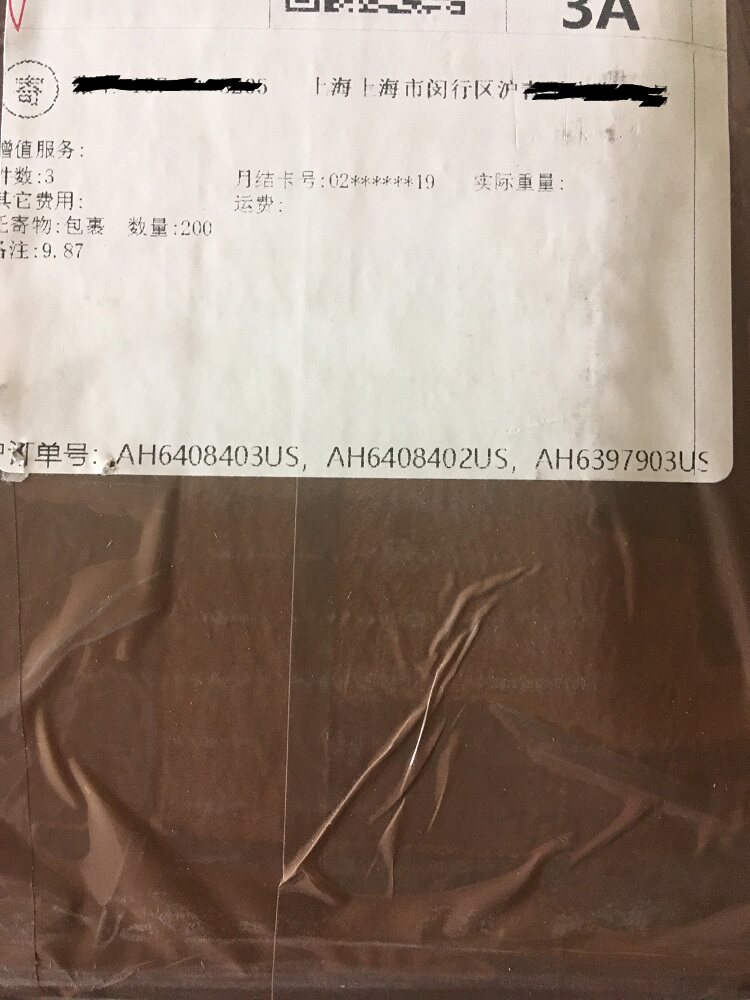 3A
寄
上海上海市闵行区沪
增值服务:
件数:3
月结卡号:02******19 实际重量:
其它费用:
运费:
托寄物:包裹 数量:200
备注:9.87
订单号: AH6408403US, AH6408402US, AH6397903US